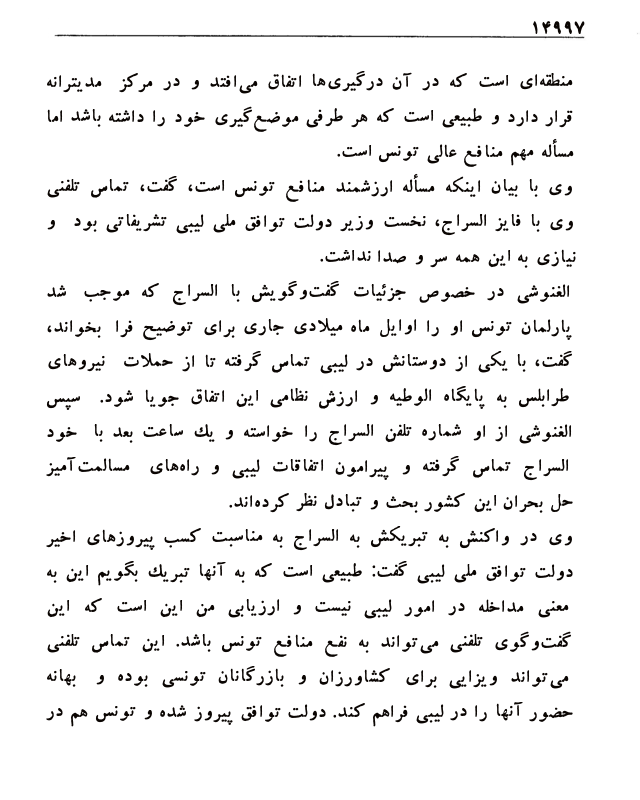 ۱۴۹۹۷
منطقه‌ای است که در آن درگیری‌ها اتفاق می‌افتد و در مرکز مدیترانه
قرار دارد و طبیعی است که هر طرفی موضع‌گیری خود را داشته باشد اما
مسأله مهم منافع عالی تونس است.
وی با بیان اینکه مسأله ارزشمند منافع تونس است، گفت، تماس تلفنی
وی با فایز السراج، نخست وزیر دولت توافق ملی لیبی تشریفاتی بود و
نیازی به این همه سر و صدا نداشت.
الغنوشی در خصوص جزئیات گفت‌وگویش با السراج که موجب شد
پارلمان تونس او را اوایل ماه میلادی جاری برای توضیح فرا بخواند،
گفت، با یکی از دوستانش در لیبی تماس گرفته تا از حملات نیروهای
طرابلس به پایگاه الوطیه و ارزش نظامی این اتفاق جویا شود. سپس
الغنوشی از او شماره تلفن السراج را خواسته و یك ساعت بعد با خود
السراج تماس گرفته و پیرامون اتفاقات لیبی و راه‌های مسالمت‌آمیز
حل بحران این کشور بحث و تبادل نظر کرده‌اند.
وی در واکنش به تبریکش به السراج به مناسبت کسب پیروزهای اخیر
دولت توافق ملی لیبی گفت: طبیعی است که به آنها تبریك بگویم این به
معنی مداخله در امور لیبی نیست و ارزیابی من این است که این
گفت‌وگوی تلفنی می‌تواند به نفع منافع تونس باشد. این تماس تلفنی
می‌تواند ویزایی برای کشاورزان و بازرگانان تونسی بوده و بهانه
حضور آنها را در لیبی فراهم کند. دولت توافق پیروز شده و تونس هم در